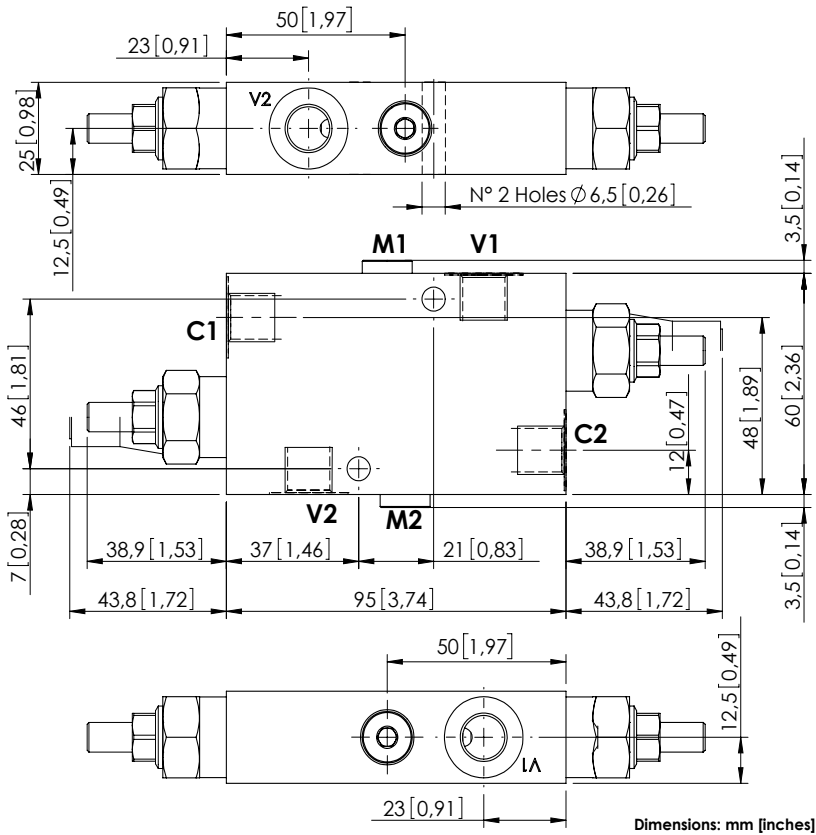 50 [1,97]
23 [0,91]
V2
25 [0,98]
12,5 [0,49]
N° 2 Holes Ø 6,5 [0,26]
3,5 [0,14]
M1
V1
C1
46 [1,81]
C2
12 [0,47]
48 [1,89]
60 [2,36]
V2
M2
7 [0,28]
38,9 [1,53]
37 [1,46]
21 [0,83]
38,9 [1,53]
3,5 [0,14]
43,8 [1,72]
95 [3,74]
43,8 [1,72]
50 [1,97]
12,5 [0,49]
V1
23 [0,91]
Dimensions: mm [inches]